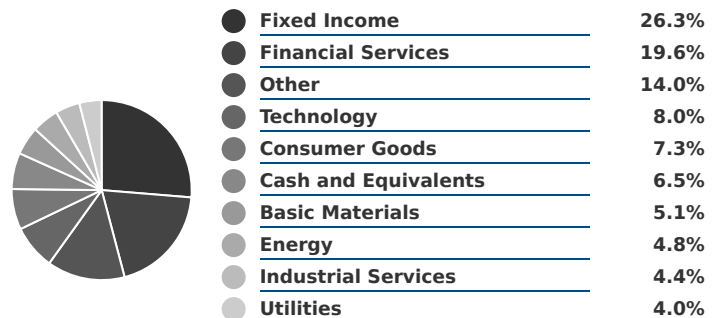 Fixed Income 26.3%
Financial Services 19.6%
Other 14.0%
Technology 8.0%
Consumer Goods 7.3%
Cash and Equivalents 6.5%
Basic Materials 5.1%
Energy 4.8%
Industrial Services 4.4%
Utilities 4.0%